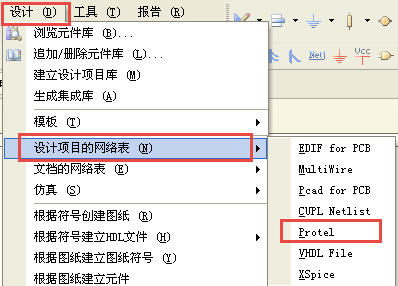 设计 (D) 工具 (T) 报告 (R)
浏览元件库 (B)...
追加/删除元件库 (L)...
建立设计项目库 (M)
生成集成库 (A)
模板 (T)
设计项目的网络表 (N)
文档的网络表 (E)
仿真 (S)
根据符号创建图纸 (R)
根据符号建立HDL文件 (H)
根据图纸建立图纸符号 (Y)
根据图纸建立元件
Net
Vcc
EDIF for PCB
MultiWire
Pcad for PCB
CUPL Netlist
Protel
VHDL File
XSpice